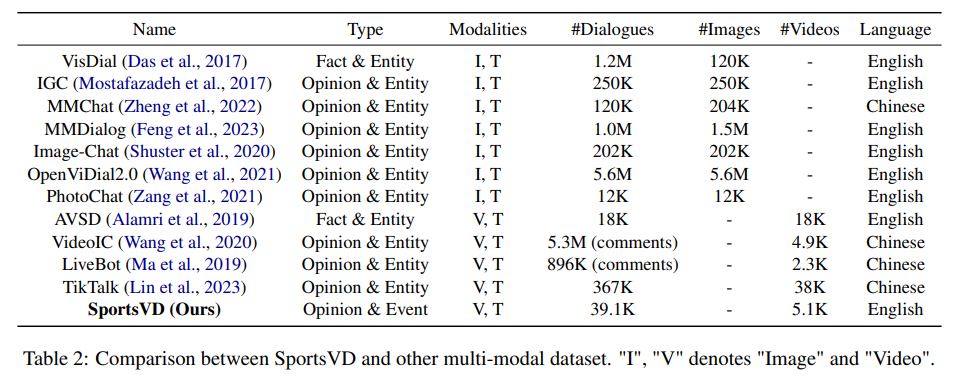 Name Type Modalities #Dialogues #Images #Videos Language
VisDial (Das et al., 2017) Fact & Entity I, T 1.2M 120K - English
IGC (Mostafazadeh et al., 2017) Opinion & Entity I, T 250K 250K - English
MMChat (Zheng et al., 2022) Opinion & Entity I, T 120K 204K - Chinese
MMDialog (Feng et al., 2023) Opinion & Entity I, T 1.0M 1.5M - English
Image-Chat (Shuster et al., 2020) Opinion & Entity I, T 202K 202K - English
OpenViDial2.0 (Wang et al., 2021) Opinion & Entity I, T 5.6M 5.6M - English
PhotoChat (Zang et al., 2021) Opinion & Entity I, T 12K 12K - English
AVSD (Alamri et al., 2019) Fact & Entity V, T 18K - 18K English
VideoIC (Wang et al., 2020) Opinion & Entity V, T 5.3M (comments) - 4.9K Chinese
LiveBot (Ma et al., 2019) Opinion & Entity V, T 896K (comments) - 2.3K Chinese
TikTalk (Lin et al., 2023) Opinion & Entity V, T 367K - 38K Chinese
SportsVD (Ours) Opinion & Event V, T 39.1K - 5.1K English
Table 2: Comparison between SportsVD and other multi-modal dataset. "I", "V" denotes "Image" and "Video".